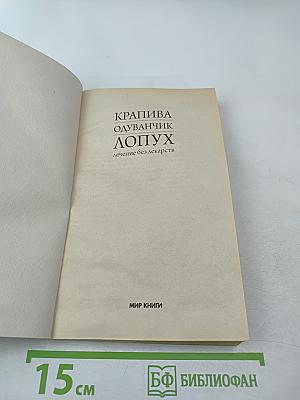 КРАПИВА
ОДУВАНЧИК
ЛОПУХ
лечение без лекарств
МИР КНИГИ
15 см
БФ БИБЛИОФАН